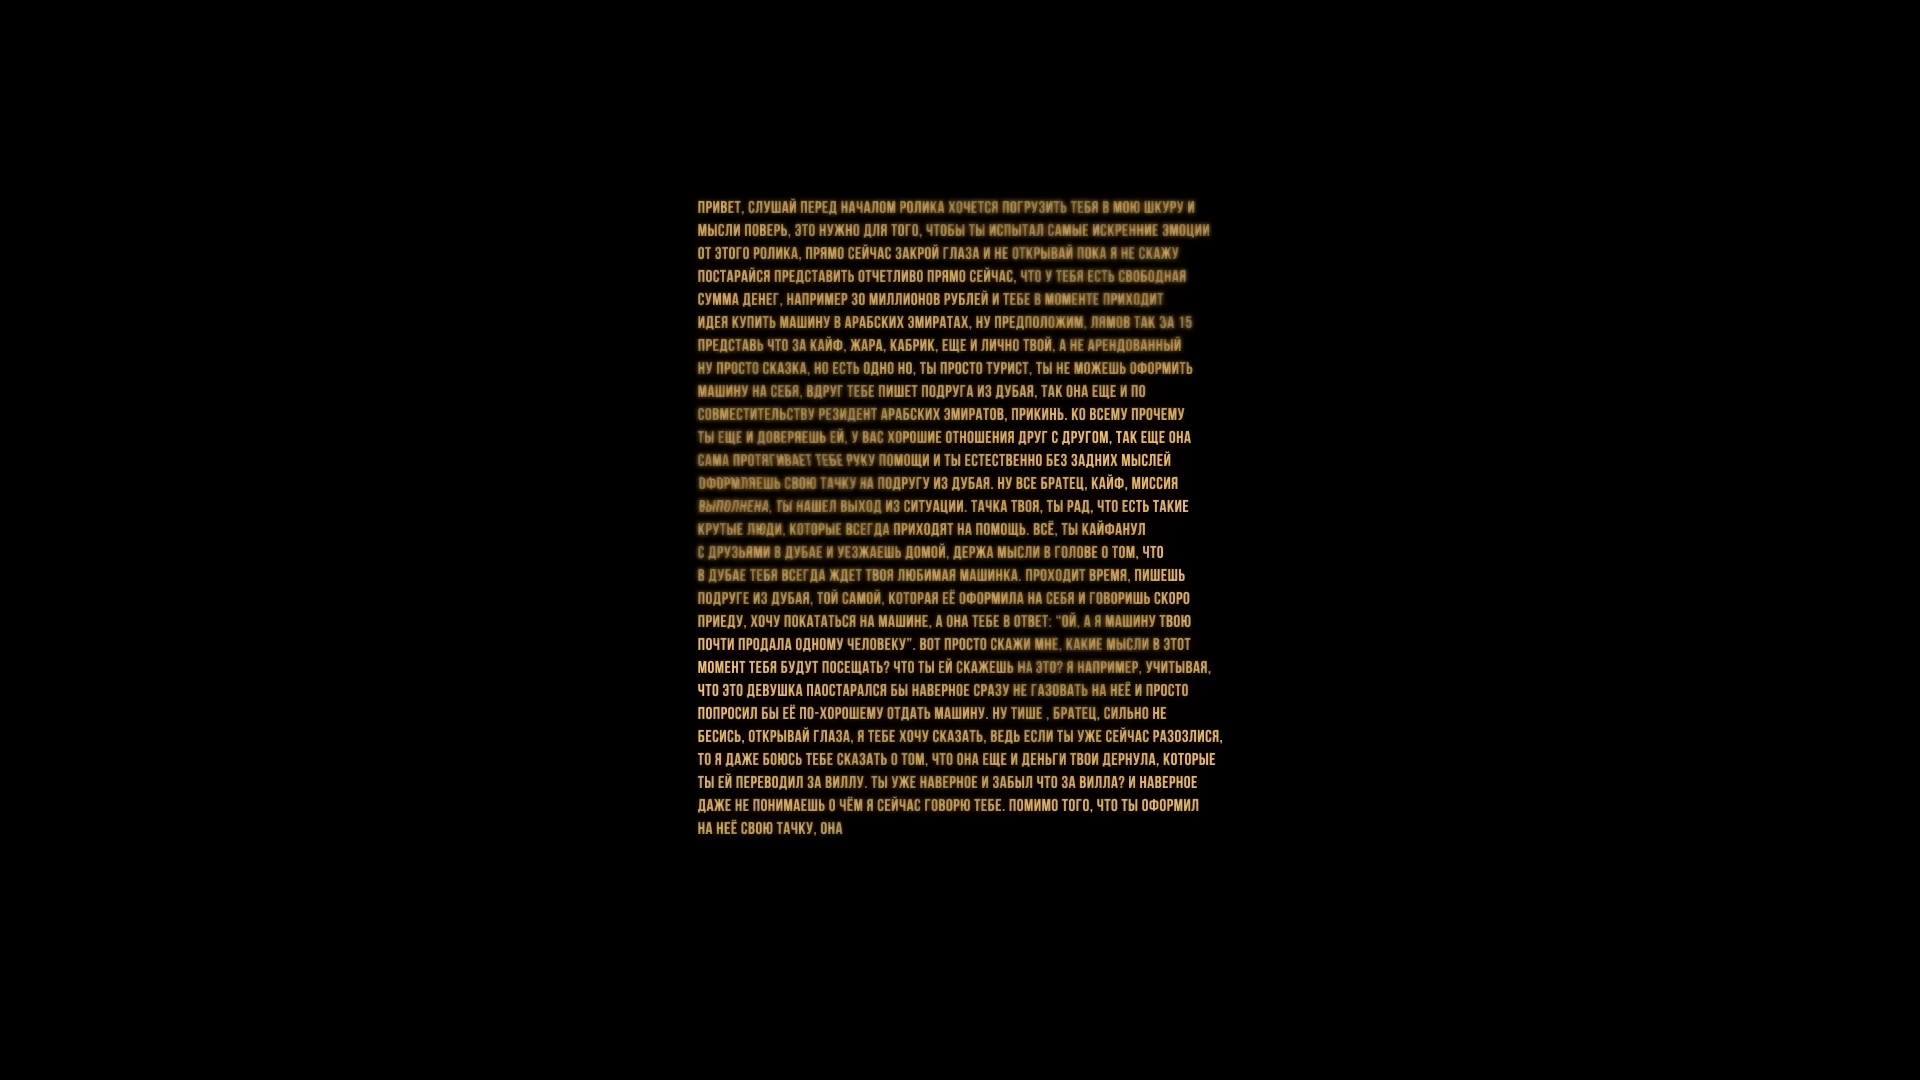 ПРИВЕТ, СЛУШАЙ ПЕРЕД НАЧАЛОМ РОЛИКА ХОЧЕТСЯ ПОГРУЗИТЬ ТЕБЯ В МОЮ ШКУРУ И
МЫСЛИ ПОВЕРЬ, ЭТО НУЖНО ДЛЯ ТОГО, ЧТОБЫ ТЫ ИСПЫТАЛ САМЫЕ ИСКРЕННИЕ ЭМОЦИИ
ОТ ЭТОГО РОЛИКА, ПРЯМО СЕЙЧАС ЗАКРОЙ ГЛАЗА И НЕ ОТКРЫВАЙ ПОКА Я НЕ СКАЖУ
ПОСТАРАЙСЯ ПРЕДСТАВИТЬ ОТЧЕТЛИВО ПРЯМО СЕЙЧАС, ЧТО У ТЕБЯ ЕСТЬ СВОБОДНАЯ
СУММА ДЕНЕГ, НАПРИМЕР 30 МИЛЛИОНОВ РУБЛЕЙ И ТЕБЕ В МОМЕНТЕ ПРИХОДИТ
ИДЕЯ КУПИТЬ МАШИНУ В АРАБСКИХ ЭМИРАТАХ, НУ ПРЕДПОЛОЖИМ, ЛЯМОВ ТАК ЗА 15
ПРЕДСТАВЬ ЧТО ЗА КАЙФ, ЖАРА, КАБРИК, ЕЩЕ И ЛИЧНО ТВОЙ, А НЕ АРЕНДОВАННЫЙ
НУ ПРОСТО СКАЗКА, НО ЕСТЬ ОДНО НО, ТЫ ПРОСТО ТУРИСТ, ТЫ НЕ МОЖЕШЬ ОФОРМИТЬ
МАШИНУ НА СЕБЯ, ВДРУГ ТЕБЕ ПИШЕТ ПОДРУГА ИЗ ДУБАЯ, ТАК ОНА ЕЩЕ И ПО
СОВМЕСТИТЕЛЬСТВУ РЕЗИДЕНТ АРАБСКИХ ЭМИРАТОВ, ПРИКИНЬ. КО ВСЕМУ ПРОЧЕМУ
ТЫ ЕЩЕ И ДОВЕРЯЕШЬ ЕЙ, У ВАС ХОРОШИЕ ОТНОШЕНИЯ ДРУГ С ДРУГОМ, ТАК ЕЩЕ ОНА
САМА ПРОТЯГИВАЕТ ТЕБЕ РУКУ ПОМОЩИ И ТЫ ЕСТЕСТВЕННО БЕЗ ЗАДНИХ МЫСЛЕЙ
ОФОРМЛЯЕШЬ СВОЮ ТАЧКУ НА ПОДРУГУ ИЗ ДУБАЯ. НУ ВСЕ БРАТЕЦ, КАЙФ, МИССИЯ
ВЫПОЛНЕНА, ТЫ НАШЕЛ ВЫХОД ИЗ СИТУАЦИИ. ТАЧКА ТВОЯ, ТЫ РАД, ЧТО ЕСТЬ ТАКИЕ
КРУТЫЕ ЛЮДИ, КОТОРЫЕ ВСЕГДА ПРИХОДЯТ НА ПОМОЩЬ. ВСЁ, ТЫ КАЙФАНУЛ
С ДРУЗЬЯМИ В ДУБАЕ И УЕЗЖАЕШЬ ДОМОЙ, ДЕРЖА МЫСЛИ В ГОЛОВЕ О ТОМ, ЧТО
В ДУБАЕ ТЕБЯ ВСЕГДА ЖДЕТ ТВОЯ ЛЮБИМАЯ МАШИНКА. ПРОХОДИТ ВРЕМЯ, ПИШЕШЬ
ПОДРУГЕ ИЗ ДУБАЯ, ТОЙ САМОЙ, КОТОРАЯ ЕЁ ОФОРМИЛА НА СЕБЯ И ГОВОРИШЬ СКОРО
ПРИЕДУ, ХОЧУ ПОКАТАТЬСЯ НА МАШИНЕ, А ОНА ТЕБЕ В ОТВЕТ: “ОЙ, А Я МАШИНУ ТВОЮ
ПОЧТИ ПРОДАЛА ОДНОМУ ЧЕЛОВЕКУ”. ВОТ ПРОСТО СКАЖИ МНЕ, КАКИЕ МЫСЛИ В ЭТОТ
МОМЕНТ ТЕБЯ БУДУТ ПОСЕЩАТЬ? ЧТО ТЫ ЕЙ СКАЖЕШЬ НА ЭТО? Я НАПРИМЕР, УЧИТЫВАЯ,
ЧТО ЭТО ДЕВУШКА ПАОСТАРАЛСЯ БЫ НАВЕРНОЕ СРАЗУ НЕ ГАЗОВАТЬ НА НЕЁ И ПРОСТО
ПОПРОСИЛ БЫ ЕЁ ПО-ХОРОШЕМУ ОТДАТЬ МАШИНУ. НУ ТИШЕ , БРАТЕЦ, СИЛЬНО НЕ
БЕСИСЬ, ОТКРЫВАЙ ГЛАЗА, Я ТЕБЕ ХОЧУ СКАЗАТЬ, ВЕДЬ ЕСЛИ ТЫ УЖЕ СЕЙЧАС РАЗОЗЛИСЯ,
ТО Я ДАЖЕ БОЮСЬ ТЕБЕ СКАЗАТЬ О ТОМ, ЧТО ОНА ЕЩЕ И ДЕНЬГИ ТВОИ ДЕРНУЛА, КОТОРЫЕ
ТЫ ЕЙ ПЕРЕВОДИЛ ЗА ВИЛЛУ. ТЫ УЖЕ НАВЕРНОЕ И ЗАБЫЛ ЧТО ЗА ВИЛЛА? И НАВЕРНОЕ
ДАЖЕ НЕ ПОНИМАЕШЬ О ЧЁМ Я СЕЙЧАС ГОВОРЮ ТЕБЕ. ПОМИМО ТОГО, ЧТО ТЫ ОФОРМИЛ
НА НЕЁ СВОЮ ТАЧКУ, ОНА